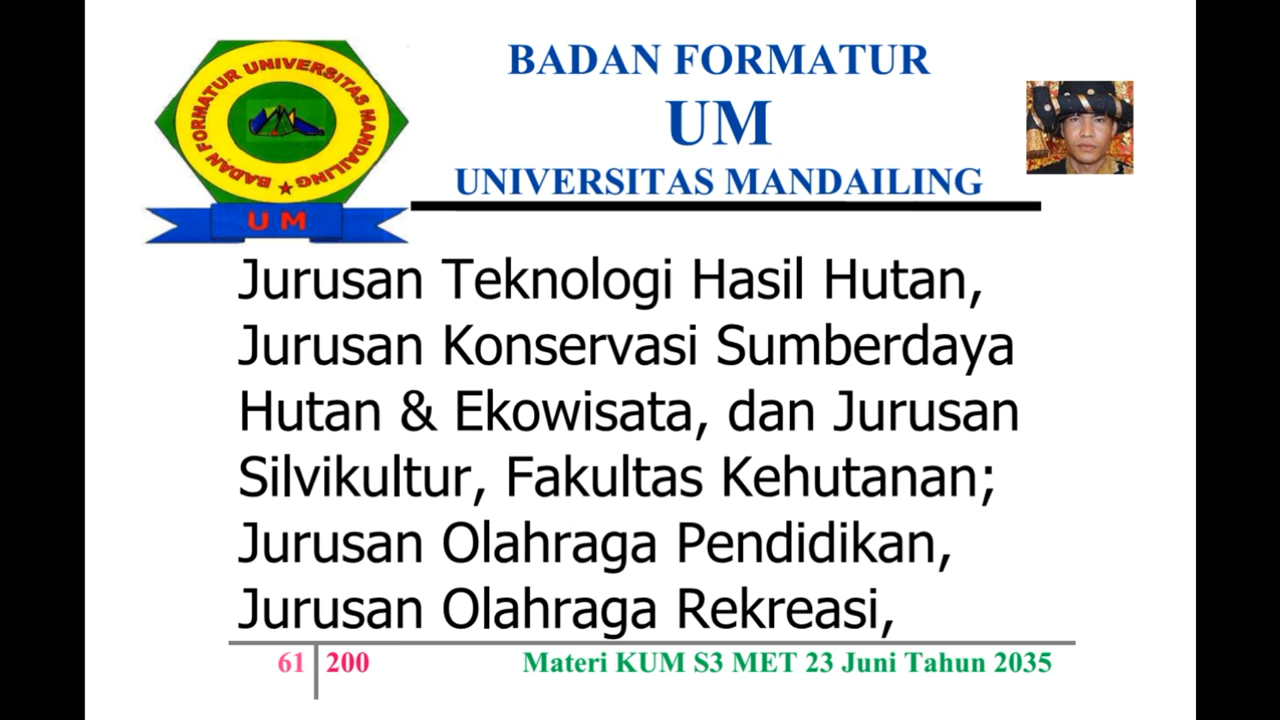 BADAN FORMATUR UNIVERSITAS MANDAILING
UM
BADAN FORMATUR
UM
UNIVERSITAS MANDAILING
Jurusan Teknologi Hasil Hutan,
Jurusan Konservasi Sumberdaya
Hutan & Ekowisata, dan Jurusan
Silvikultur, Fakultas Kehutanan;
Jurusan Olahraga Pendidikan,
Jurusan Olahraga Rekreasi,
61 200 Materi KUM S3 MET 23 Juni Tahun 2035